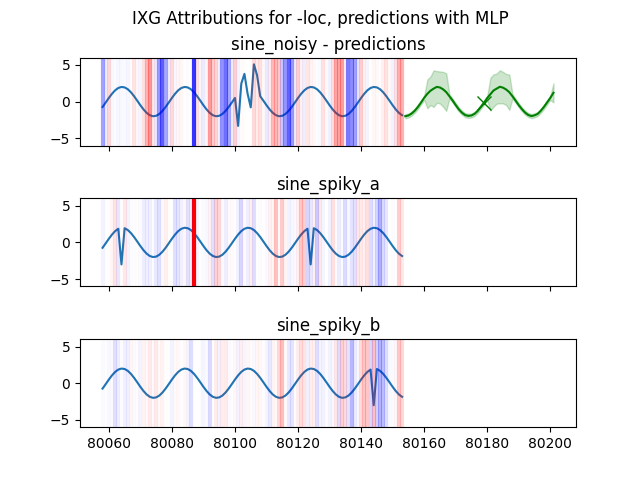 IXG Attributions for -loc, predictions with MLP
sine_noisy - predictions
5
0
−5
sine_spiky_a
5
0
−5
sine_spiky_b
5
0
−5
80060 80080 80100 80120 80140 80160 80180 80200